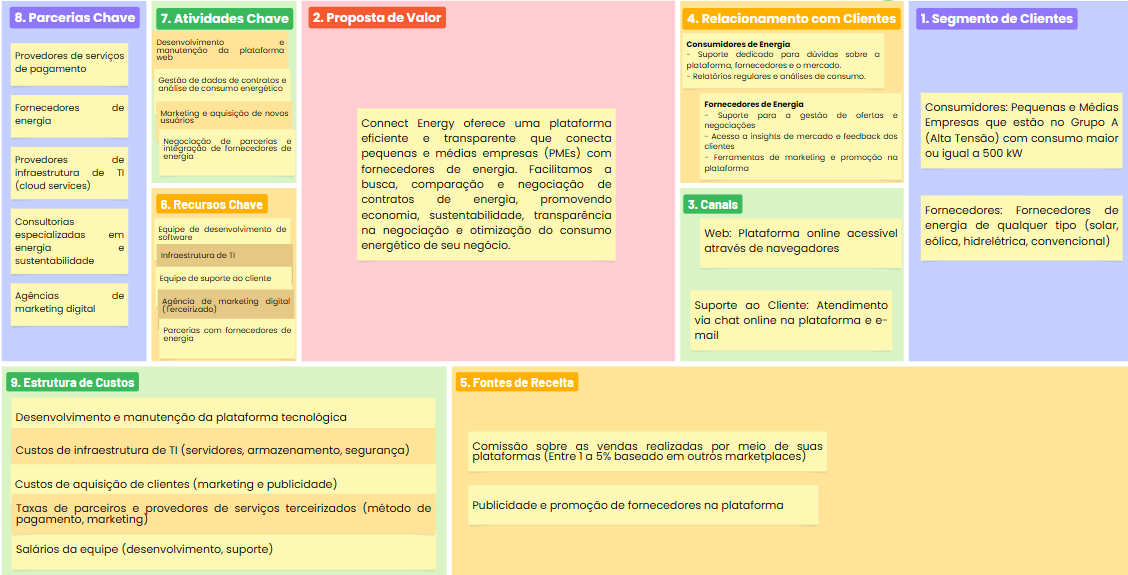 8. Parcerias Chave
Provedores de serviços
de pagamento
Fornecedores de
energia
Provedores de
infraestrutura de TI
(cloud services)
Consultorias
especializadas em
energia e
sustentabilidade
Agências de
marketing digital
7. Atividades Chave
Desenvolvimento e
manutenção da plataforma
web
Gestão de dados de contratos e
análise de consumo energético
Marketing e aquisição de novos
usuários
Negociação de parcerias e
integração de fornecedores de
energia
6. Recursos Chave
Equipe de desenvolvimento de
software
Infraestrutura de TI
Equipe de suporte ao cliente
Agência de marketing digital
(Terceirizado)
Parcerias com fornecedores de
energia
2. Proposta de Valor
Connect Energy oferece uma plataforma
eficiente e transparente que conecta
pequenas e médias empresas (PMEs) com
fornecedores de energia. Facilitamos a
busca, comparação e negociação de
contratos de energia, promovendo
economia, sustentabilidade, transparência
na negociação e otimização do consumo
energético de seu negócio.
4. Relacionamento com Clientes
Consumidores de Energia
- Suporte dedicado para dúvidas sobre a
plataforma, fornecedores e o mercado.
- Relatórios regulares e análises de consumo.
Fornecedores de Energia
- Suporte para a gestão de ofertas e
negociações
- Acesso a insights de mercado e feedback dos
clientes
- Ferramentas de marketing e promoção na
plataforma
3. Canais
Web: Plataforma online acessível
através de navegadores
Suporte ao Cliente: Atendimento
via chat online na plataforma e e-
mail
1. Segmento de Clientes
Consumidores: Pequenas e Médias
Empresas que estão no Grupo A
(Alta Tensão) com consumo maior
ou igual a 500 kW
Fornecedores: Fornecedores de
energia de qualquer tipo (solar,
eólica, hidrelétrica, convencional)
9. Estrutura de Custos
Desenvolvimento e manutenção da plataforma tecnológica
Custos de infraestrutura de TI (servidores, armazenamento, segurança)
Custos de aquisição de clientes (marketing e publicidade)
Taxas de parceiros e provedores de serviços terceirizados (método de
pagamento, marketing)
Salários da equipe (desenvolvimento, suporte)
5. Fontes de Receita
Comissão sobre as vendas realizadas por meio de suas
plataformas (Entre 1 a 5% baseado em outros marketplaces)
Publicidade e promoção de fornecedores na plataforma